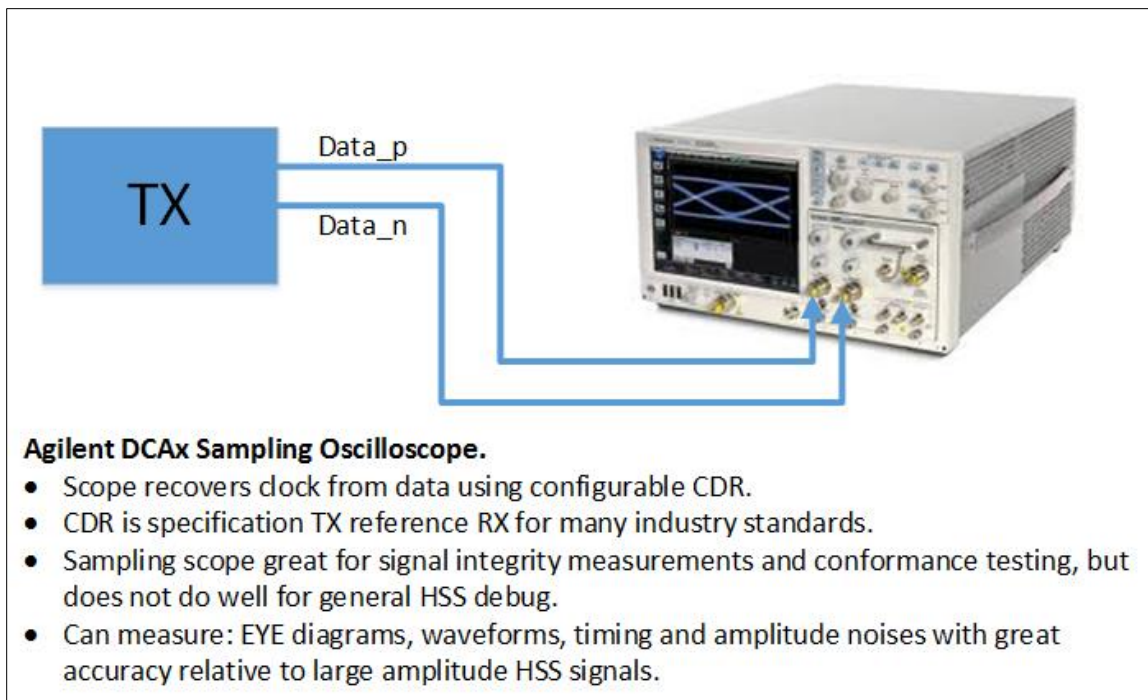 Data_p
TX
Data_n
Agilent DCAx Sampling Oscilloscope.
• Scope recovers clock from data using configurable CDR.
• CDR is specification TX reference RX for many industry standards.
• Sampling scope great for signal integrity measurements and conformance testing, but
does not do well for general HSS debug.
• Can measure: EYE diagrams, waveforms, timing and amplitude noises with great
accuracy relative to large amplitude HSS signals.